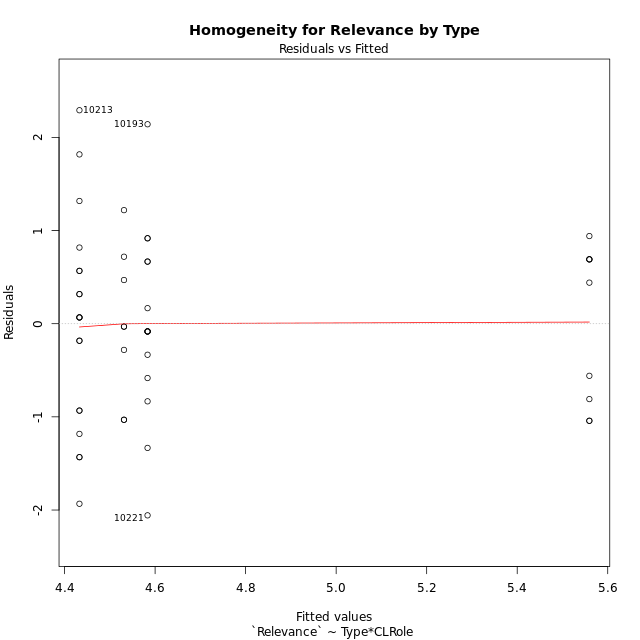 Homogeneity for Relevance by Type
Residuals vs Fitted
10213
10193
10221
2
1
0
-1
-2
Residuals
4.4 4.6 4.8 5.0 5.2 5.4 5.6
Fitted values
`Relevance` ~ Type*CLRole